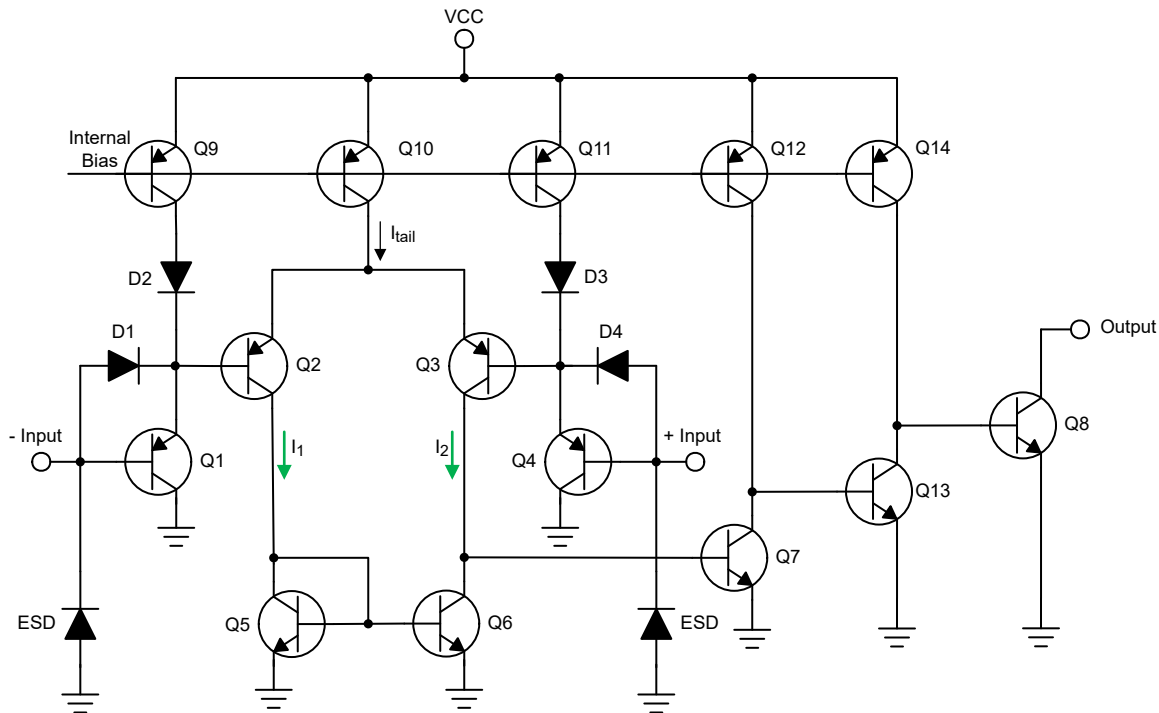 VCC
Internal
Bias
Q9
Q10
Q11
Q12
Q14
Itail
D2
D3
D1
D4
Output
Q2
Q3
- Input
Q1
I1
I2
Q4
+ Input
Q8
Q13
Q7
ESD
Q5
Q6
ESD